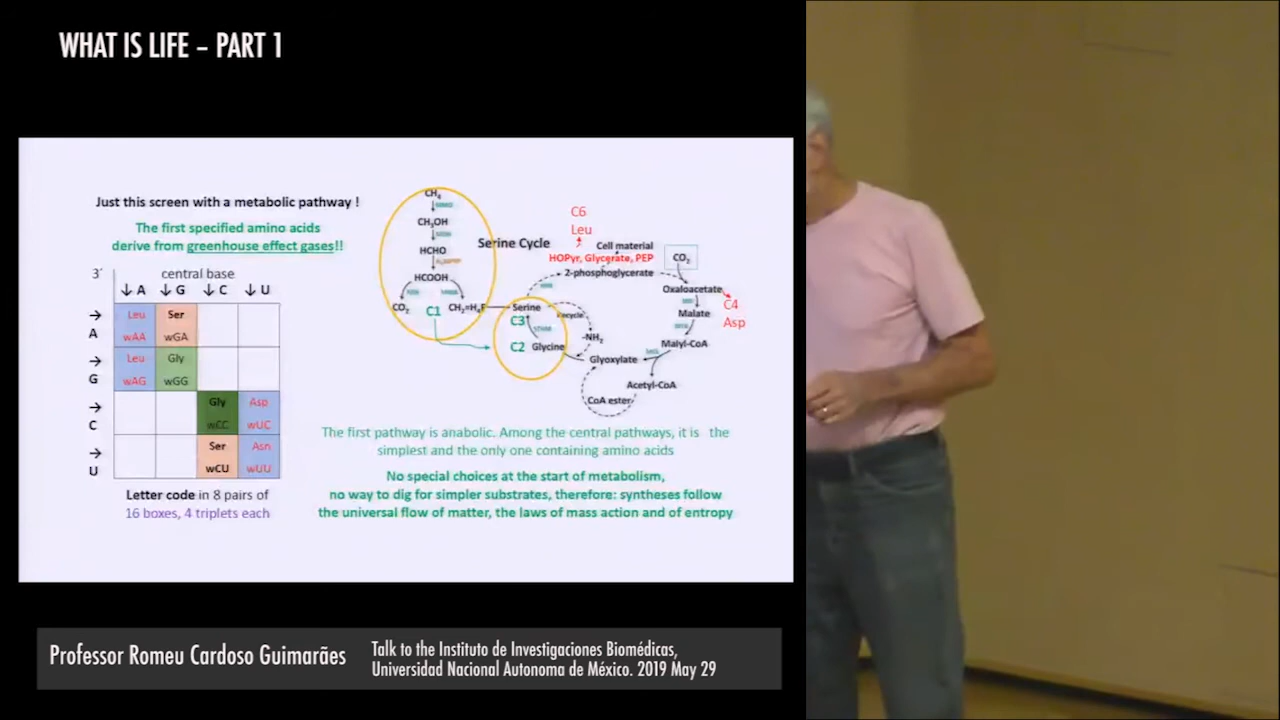 WHAT IS LIFE – PART 1
Just this screen with a metabolic pathway !
The first specified amino acids
derive from greenhouse effect gases!!
3´ central base
↓ A ↓ G ↓ C ↓ U
→ Leu Ser
A wAA wGA
→ Leu Gly
G wAG wGG
→ Gly Asp
C wCC wUC
→ Ser Asn
U wCU wUU
Letter code in 8 pairs of
16 boxes, 4 triplets each
CH₄
CH₃OH
HCHO
HCOOH
CO₂ C1 CH₂=H₄F
Serine Cycle
C6
Leu
Cell material
HOPyr, Glycerate, PEP
2-phosphoglycerate
CO₂
Oxaloacetate
C4
Asp
Malate
Malyl-CoA
Serine
C3
-NH₂
C2 Glycine
Glyoxylate
Acetyl-CoA
CoA ester
The first pathway is anabolic. Among the central pathways, it is the
simplest and the only one containing amino acids
No special choices at the start of metabolism,
no way to dig for simpler substrates, therefore: syntheses follow
the universal flow of matter, the laws of mass action and of entropy
Professor Romeu Cardoso Guimarães
Talk to the Instituto de Investigaciones Biomédicas,
Universidad Nacional Autonoma de México. 2019 May 29